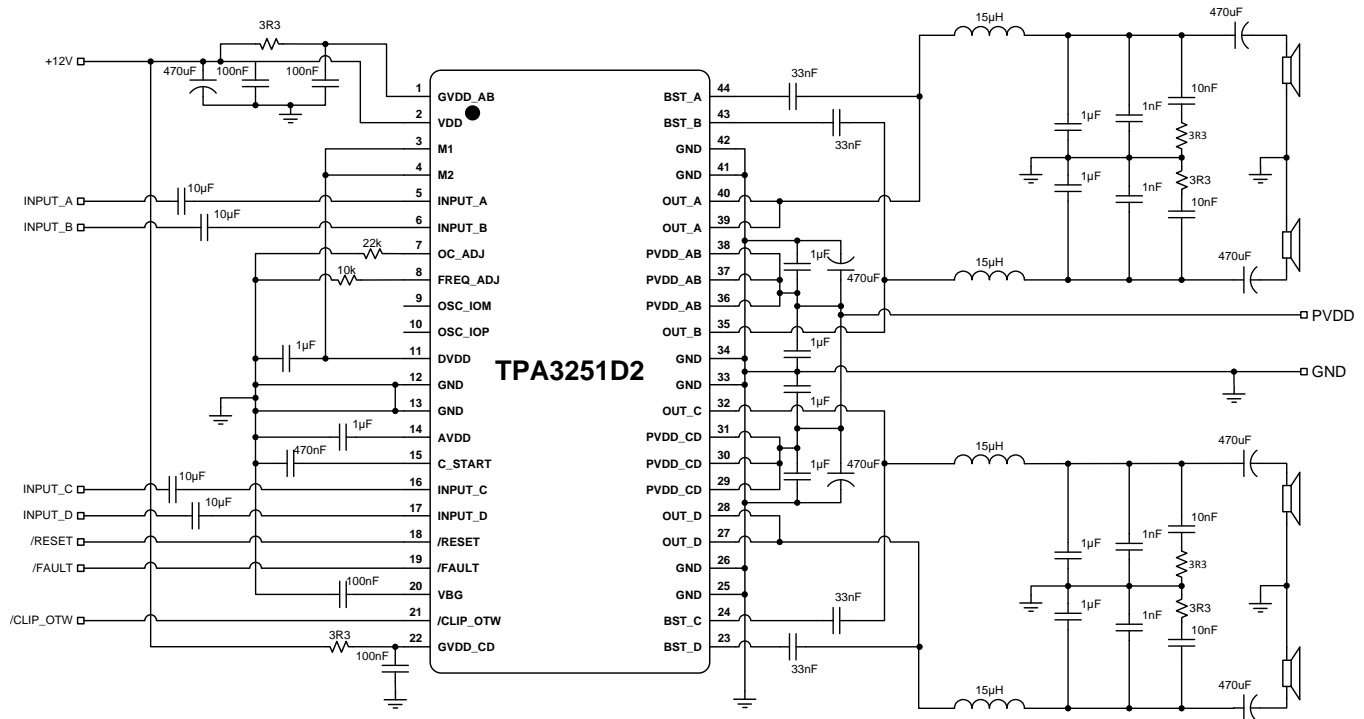 3R3
+12V
470uF
100nF
100nF
1
GVDD_AB
2
VDD
3
M1
4
M2
INPUT_A
10µF
5
INPUT_A
INPUT_B
10µF
6
INPUT_B
22k
7
OC_ADJ
10k
8
FREQ_ADJ
9
OSC_IOM
10
OSC_IOP
1µF
11
DVDD
12
GND
13
GND
1µF
14
AVDD
470nF
15
C_START
INPUT_C
10µF
16
INPUT_C
INPUT_D
10µF
17
INPUT_D
/RESET
18
/RESET
/FAULT
19
/FAULT
100nF
20
VBG
/CLIP_OTW
21
/CLIP_OTW
3R3
100nF
22
GVDD_CD
TPA3251D2
BST_A
44
33nF
BST_B
43
33nF
GND
42
GND
41
OUT_A
40
OUT_A
39
PVDD_AB
38
1µF
PVDD_AB
37
470uF
PVDD_AB
36
OUT_B
35
GND
34
1µF
GND
33
OUT_C
32
1µF
PVDD_CD
31
PVDD_CD
30
1µF
470uF
PVDD_CD
29
OUT_D
28
OUT_D
27
GND
26
GND
25
BST_C
24
33nF
BST_D
23
33nF
15µH
470uF
1µF
1nF
10nF
3R3
1µF
1nF
3R3
10nF
15µH
470uF
PVDD
GND
15µH
470uF
1µF
1nF
10nF
3R3
1µF
1nF
3R3
10nF
15µH
470uF